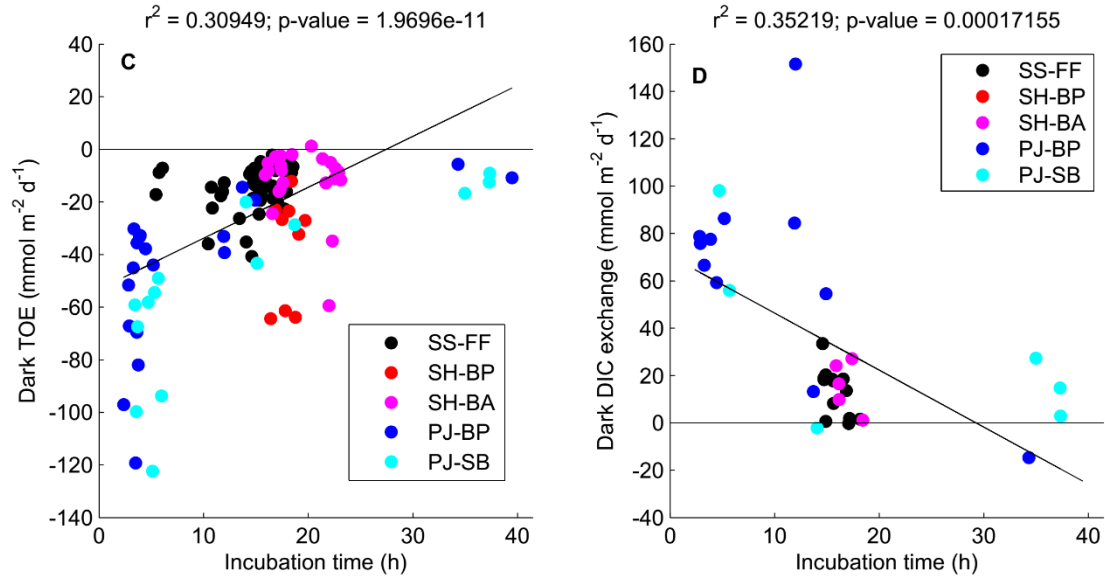 r² = 0.30949; p-value = 1.9696e-11
C
Dark TOE (mmol m⁻² d⁻¹)
40
20
0
-20
-40
-60
-80
-100
-120
-140
SS-FF
SH-BP
SH-BA
PJ-BP
PJ-SB
0 10 20 30 40
Incubation time (h)
r² = 0.35219; p-value = 0.00017155
D
Dark DIC exchange (mmol m⁻² d⁻¹)
160
140
120
100
80
60
40
20
0
-20
-40
SS-FF
SH-BP
SH-BA
PJ-BP
PJ-SB
0 10 20 30 40
Incubation time (h)